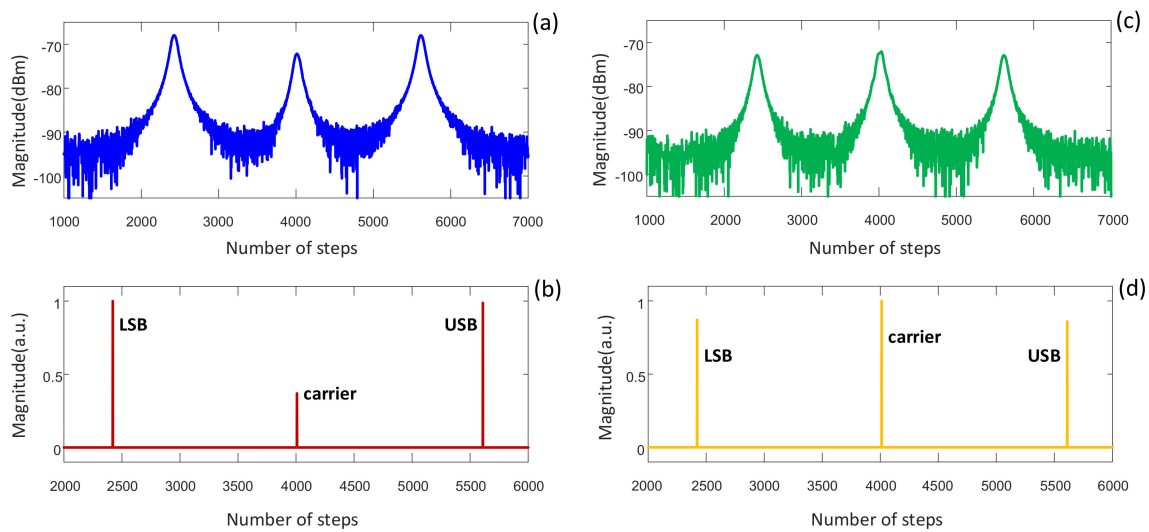 (a)
Magnitude(dBm)
-70
-80
-90
-100
1000 2000 3000 4000 5000 6000 7000
Number of steps
(c)
Magnitude(dBm)
-70
-80
-90
-100
1000 2000 3000 4000 5000 6000 7000
Number of steps
(b)
Magnitude(a.u.)
1
0.5
0
LSB
carrier
USB
2000 2500 3000 3500 4000 4500 5000 5500 6000
Number of steps
(d)
Magnitude(a.u.)
1
0.5
0
LSB
carrier
USB
2000 2500 3000 3500 4000 4500 5000 5500 6000
Number of steps